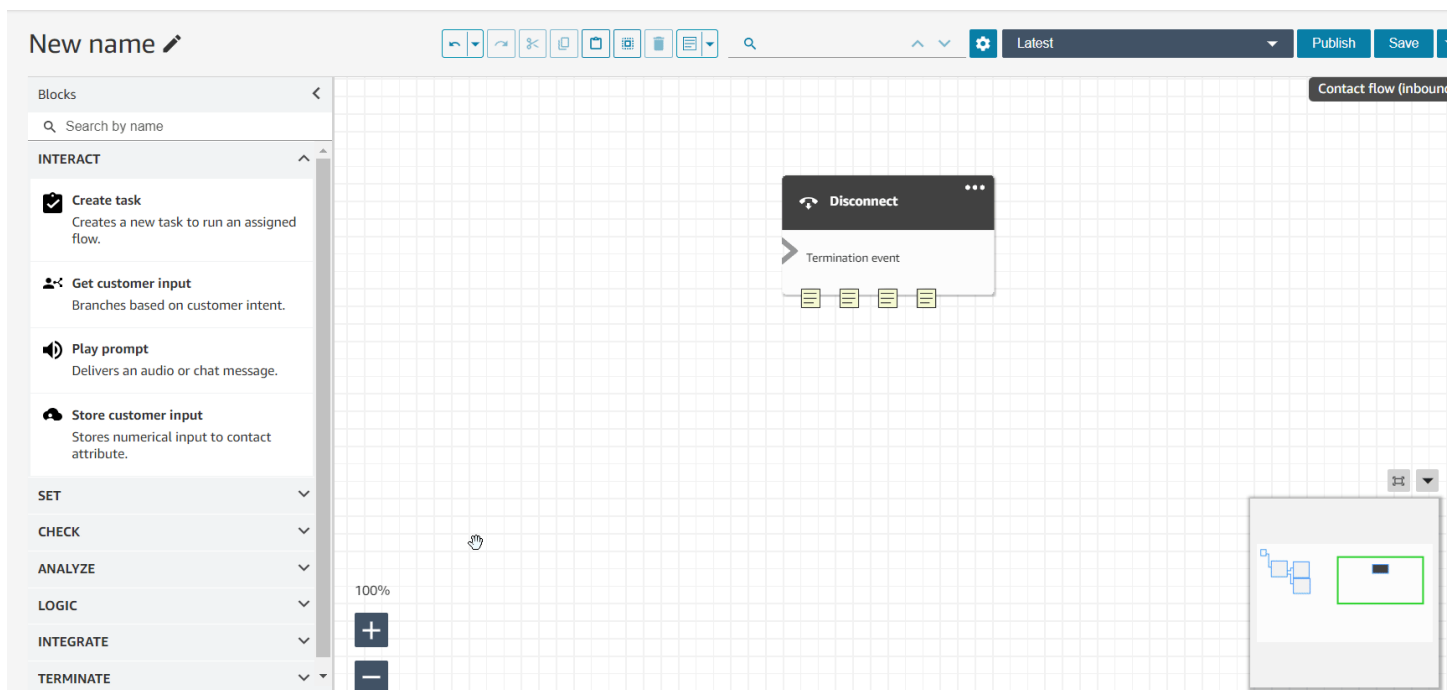 New name
Latest
Publish
Save
Blocks
Contact flow (inbound
Search by name
INTERACT
Create task
Creates a new task to run an assigned
flow.
Disconnect
Termination event
Get customer input
Branches based on customer intent.
Play prompt
Delivers an audio or chat message.
Store customer input
Stores numerical input to contact
attribute.
SET
CHECK
ANALYZE
LOGIC
INTEGRATE
TERMINATE
100%